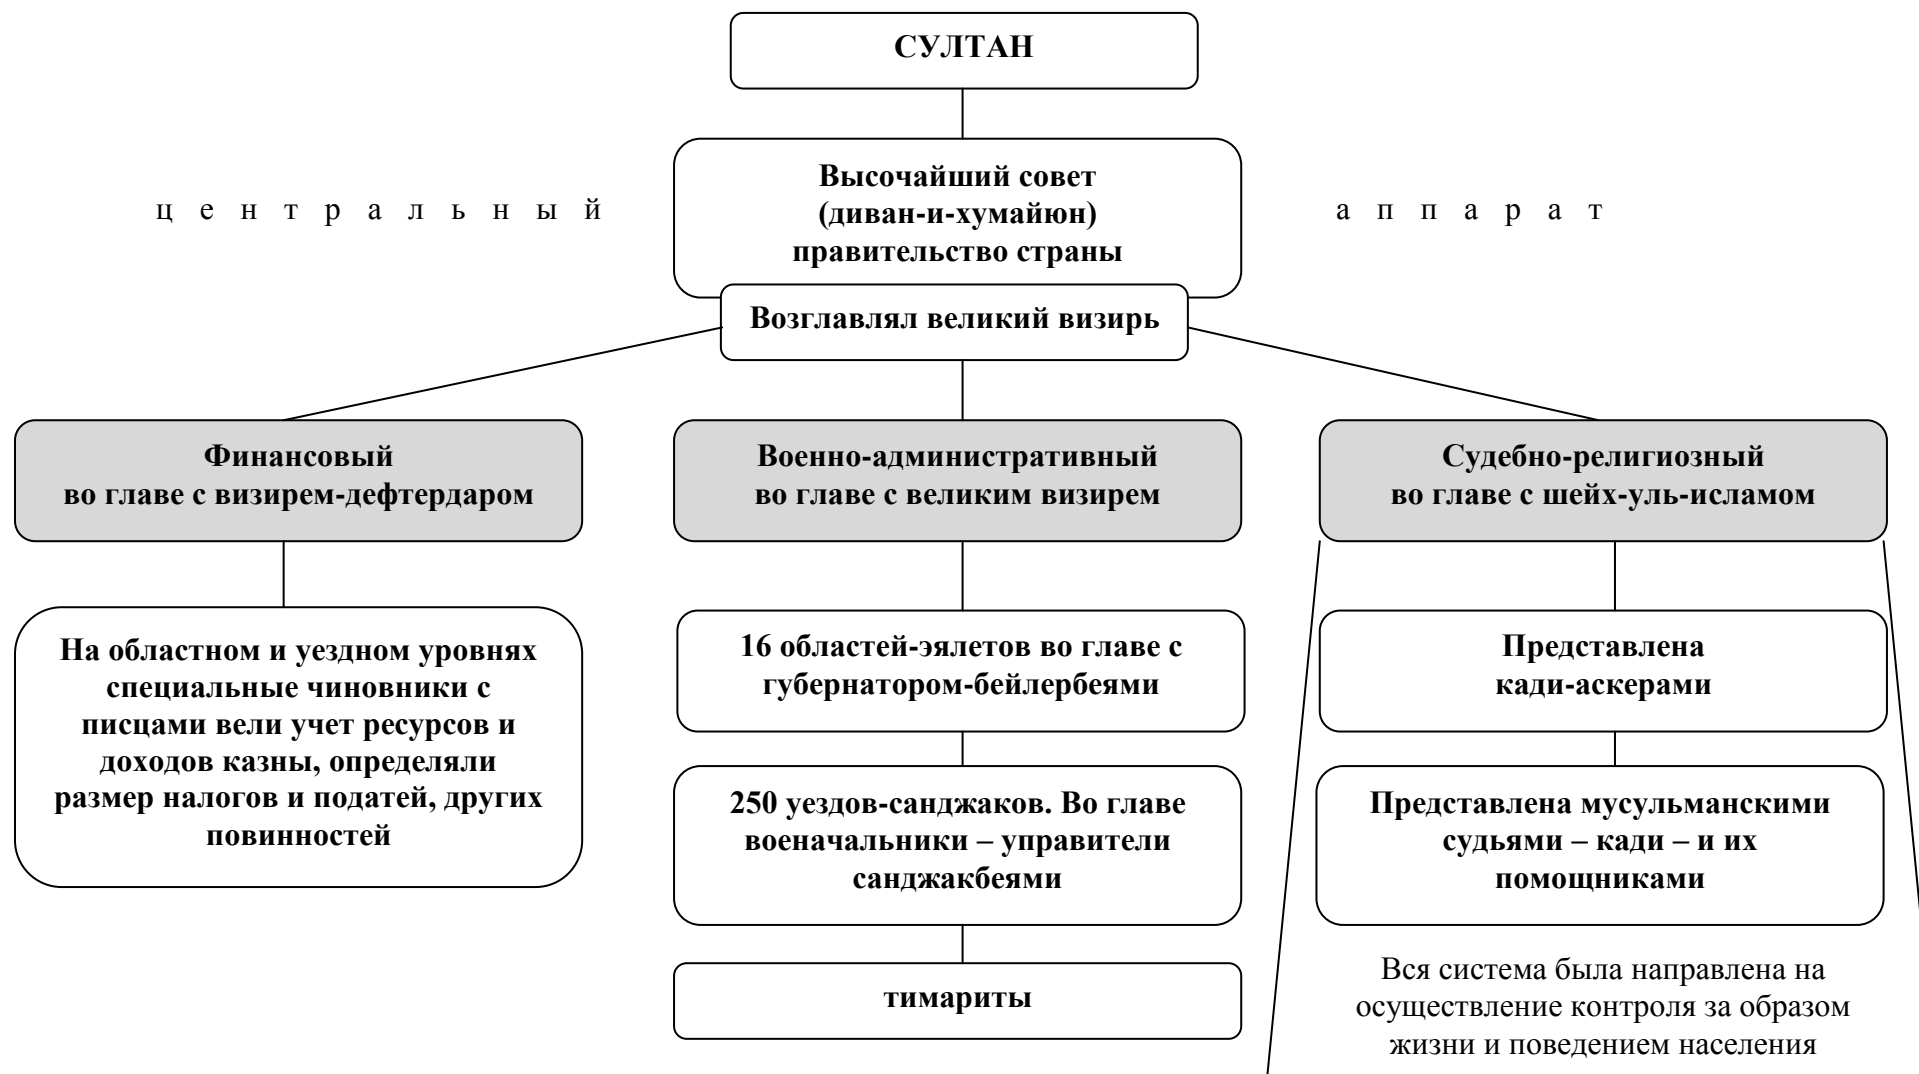 СУЛТАН
Высочайший совет
(диван-и-хумайюн)
правительство страны
центральный
аппарат
Возглавлял великий визирь
Финансовый
во главе с визирем-дефтердаром
Военно-административный
во главе с великим визирем
Судебно-религиозный
во главе с шейх-уль-исламом
На областном и уездном уровнях
специальные чиновники с
писцами вели учет ресурсов и
доходов казны, определяли
размер налогов и податей, других
повинностей
16 областей-эялетов во главе с
губернатором-бейлербеями
250 уездов-санджаков. Во главе
военачальники – управители
санджакбеями
тимариты
Представлена
кади-аскерами
Представлена мусульманскими
судьями – кади – и их
помощниками
Вся система была направлена на
осуществление контроля за образом
жизни и поведением населения